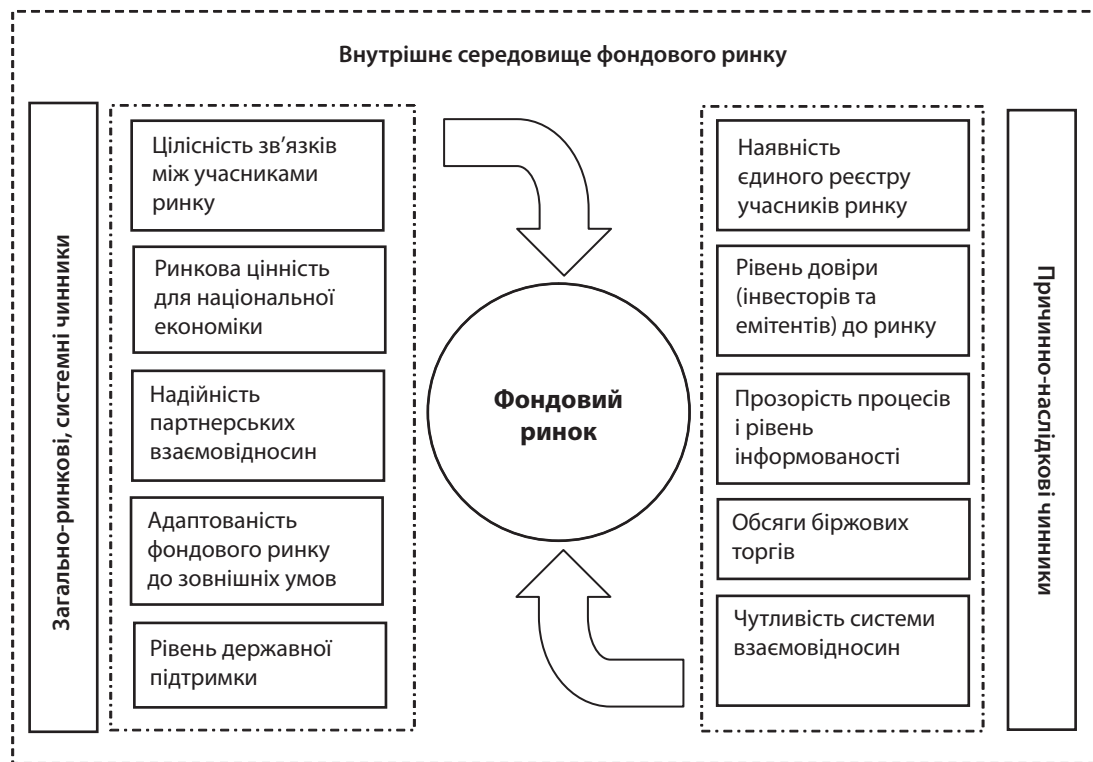 Внутрішнє середовище фондового ринку
Загально-ринкові, системні чинники
Цілісність зв'язків
між учасниками
ринку
Ринкова цінність
для національної
економіки
Надійність
партнерських
взаємовідносин
Адаптованість
фондового ринку
до зовнішніх умов
Рівень державної
підтримки
Фондовий
ринок
Наявність
єдиного реєстру
учасників ринку
Рівень довіри
(інвесторів та
емітентів) до ринку
Прозорість процесів
і рівень
інформованості
Обсяги біржових
торгів
Чутливість системи
взаємовідносин
Причинно-наслідкові чинники